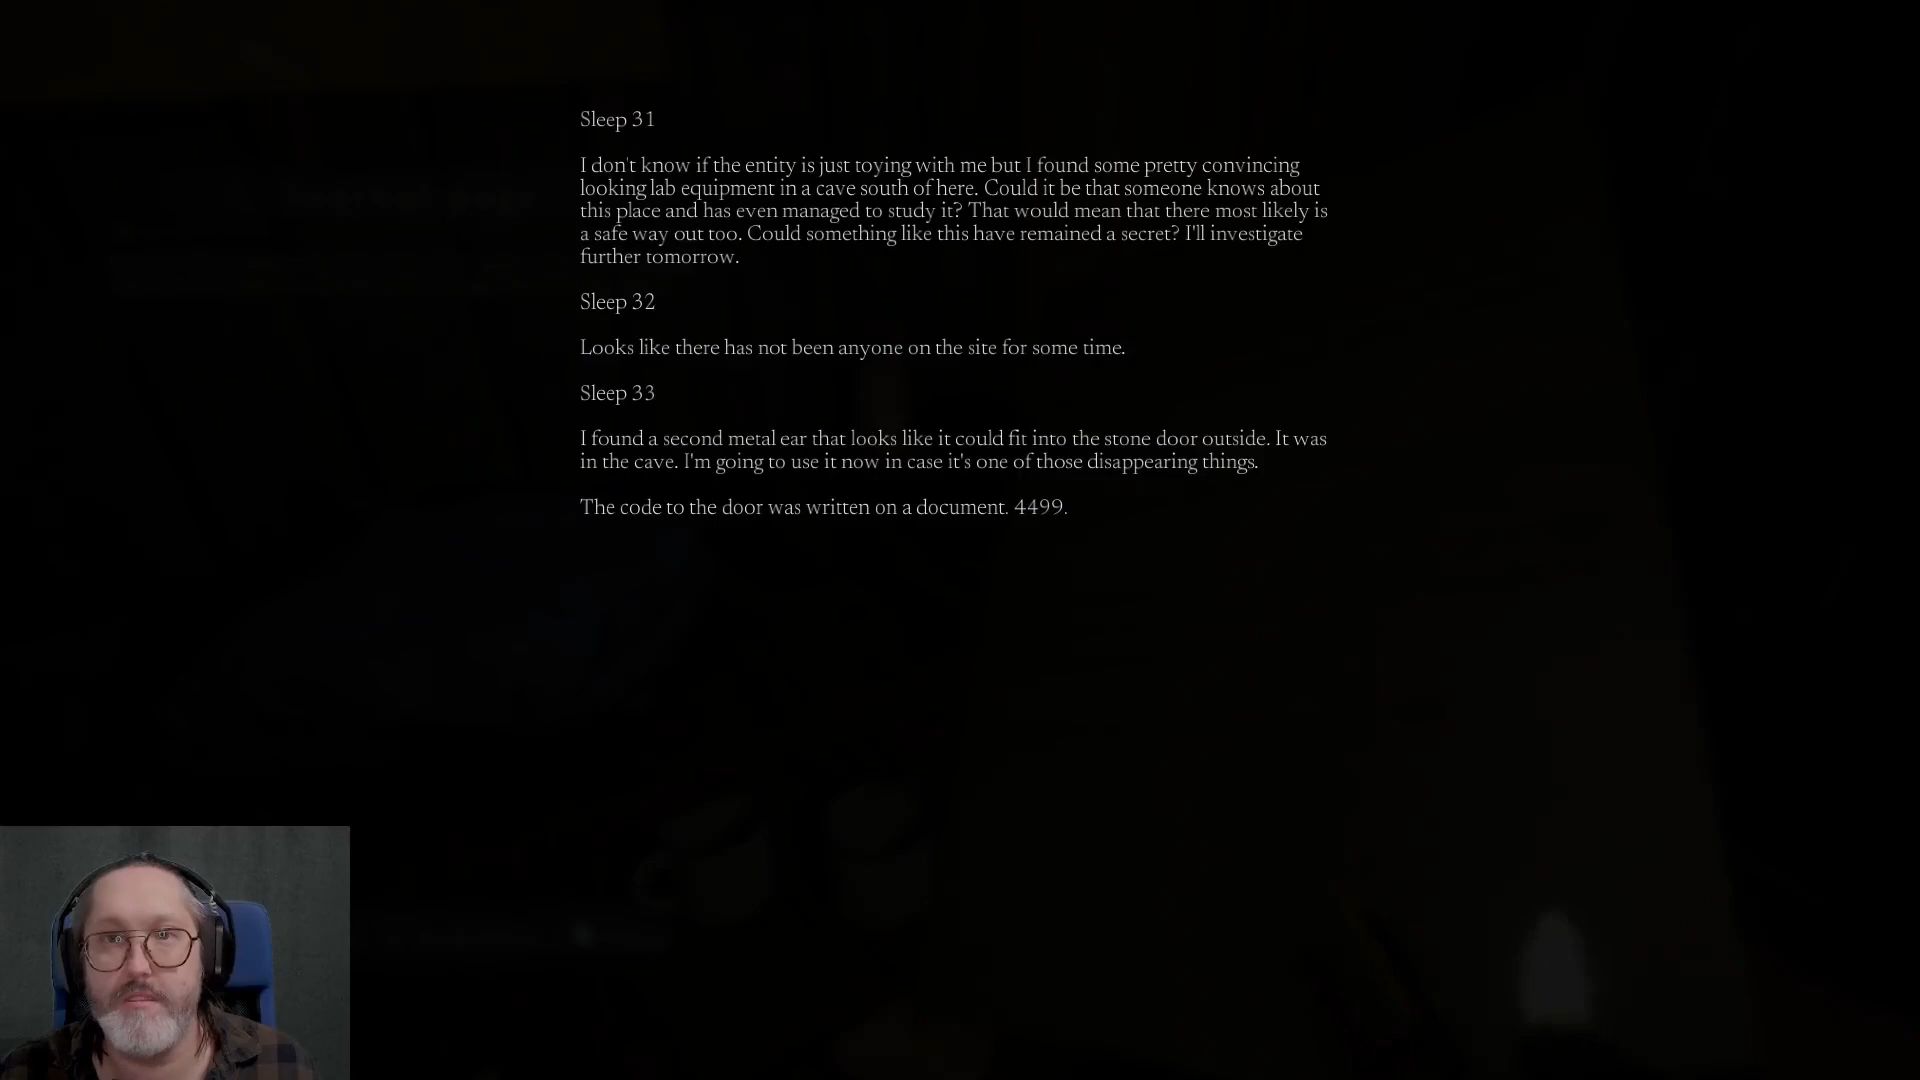 Sleep 31
I don't know if the entity is just toying with me but I found some pretty convincing
looking lab equipment in a cave south of here. Could it be that someone knows about
this place and has even managed to study it? That would mean that there most likely is
a safe way out too. Could something like this have remained a secret? I'll investigate
further tomorrow.
Sleep 32
Looks like there has not been anyone on the site for some time.
Sleep 33
I found a second metal ear that looks like it could fit into the stone door outside. It was
in the cave. I'm going to use it now in case it's one of those disappearing things.
The code to the door was written on a document. 4499.